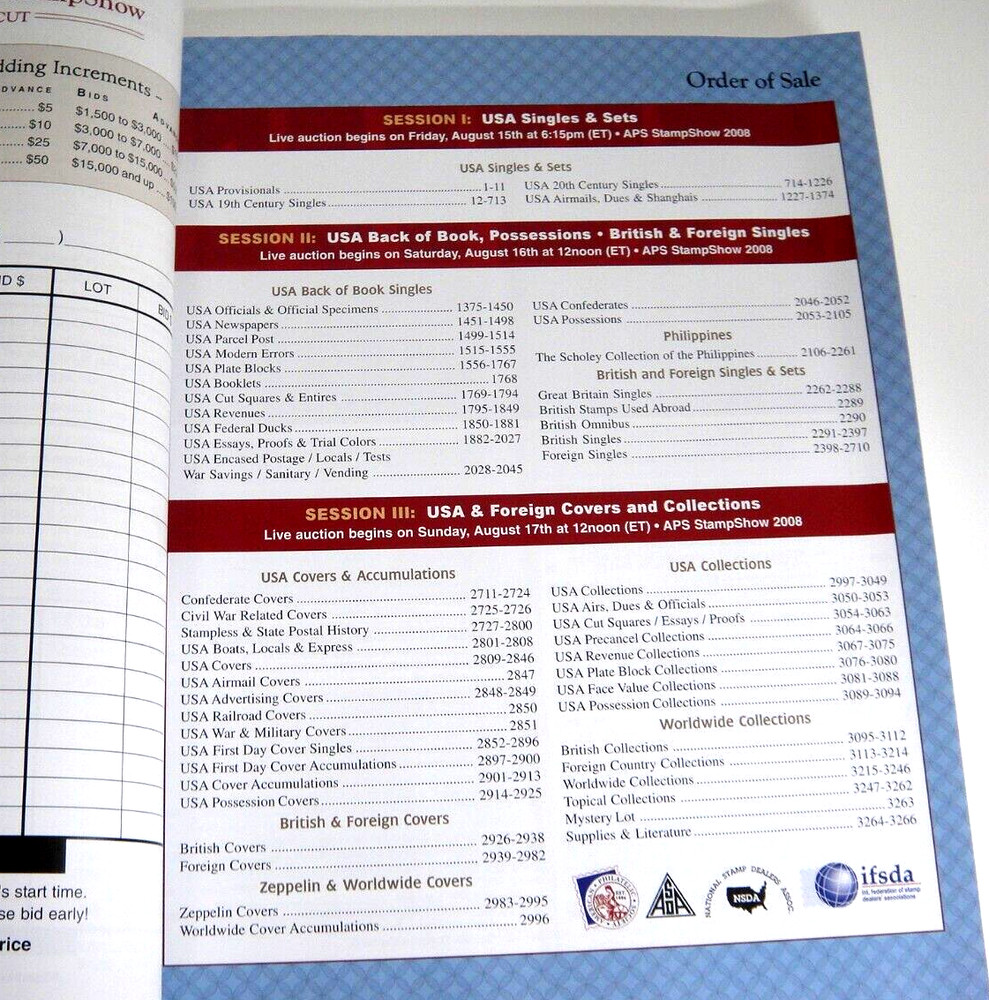 StampShow
CUT
dding Increments –
DVANCE BIDS
$5 $1,500 to $3,000
$10 $3,000 to $7,000
$25 $7,000 to $15,000
$50 $15,000 and up
)
ID $ LOT
's start time.
se bid early!
rice
Order of Sale
SESSION I: USA Singles & Sets
Live auction begins on Friday, August 15th at 6:15pm (ET) • APS StampShow 2008
USA Singles & Sets
USA Provisionals 1-11
USA 19th Century Singles 12-713
USA 20th Century Singles 714-1226
USA Airmails, Dues & Shanghais 1227-1374
SESSION II: USA Back of Book, Possessions • British & Foreign Singles
Live auction begins on Saturday, August 16th at 12noon (ET) • APS StampShow 2008
USA Back of Book Singles
USA Officials & Official Specimens 1375-1450
USA Newspapers 1451-1498
USA Parcel Post 1499-1514
USA Modern Errors 1515-1555
USA Plate Blocks 1556-1767
USA Booklets 1768
USA Cut Squares & Entires 1769-1794
USA Revenues 1795-1849
USA Federal Ducks 1850-1881
USA Essays, Proofs & Trial Colors 1882-2027
USA Encased Postage / Locals / Tests
War Savings / Sanitary / Vending 2028-2045
USA Confederates 2046-2052
USA Possessions 2053-2105
Philippines
The Scholey Collection of the Philippines 2106-2261
British and Foreign Singles & Sets
Great Britain Singles 2262-2288
British Stamps Used Abroad 2289
British Omnibus 2290
British Singles 2291-2397
Foreign Singles 2398-2710
SESSION III: USA & Foreign Covers and Collections
Live auction begins on Sunday, August 17th at 12noon (ET) • APS StampShow 2008
USA Covers & Accumulations
Confederate Covers 2711-2724
Civil War Related Covers 2725-2726
Stampless & State Postal History 2727-2800
USA Boats, Locals & Express 2801-2808
USA Covers 2809-2846
USA Airmail Covers 2847
USA Advertising Covers 2848-2849
USA Railroad Covers 2850
USA War & Military Covers 2851
USA First Day Cover Singles 2852-2896
USA First Day Cover Accumulations 2897-2900
USA Cover Accumulations 2901-2913
USA Possession Covers 2914-2925
British & Foreign Covers
British Covers 2926-2938
Foreign Covers 2939-2982
Zeppelin & Worldwide Covers
Zeppelin Covers 2983-2995
Worldwide Cover Accumulations 2996
USA Collections
USA Collections 2997-3049
USA Airs, Dues & Officials 3050-3053
USA Cut Squares / Essays / Proofs 3054-3063
USA Precancel Collections 3064-3066
USA Revenue Collections 3067-3075
USA Plate Block Collections 3076-3080
USA Face Value Collections 3081-3088
USA Possession Collections 3089-3094
Worldwide Collections
British Collections 3095-3112
Foreign Country Collections 3113-3214
Worldwide Collections 3215-3246
Topical Collections 3247-3262
Mystery Lot 3263
Supplies & Literature 3264-3266
ASDA
NATIONAL STAMP DEALERS ASSOC.
NSDA
ifsda
int. federation of stamp
dealers' associations